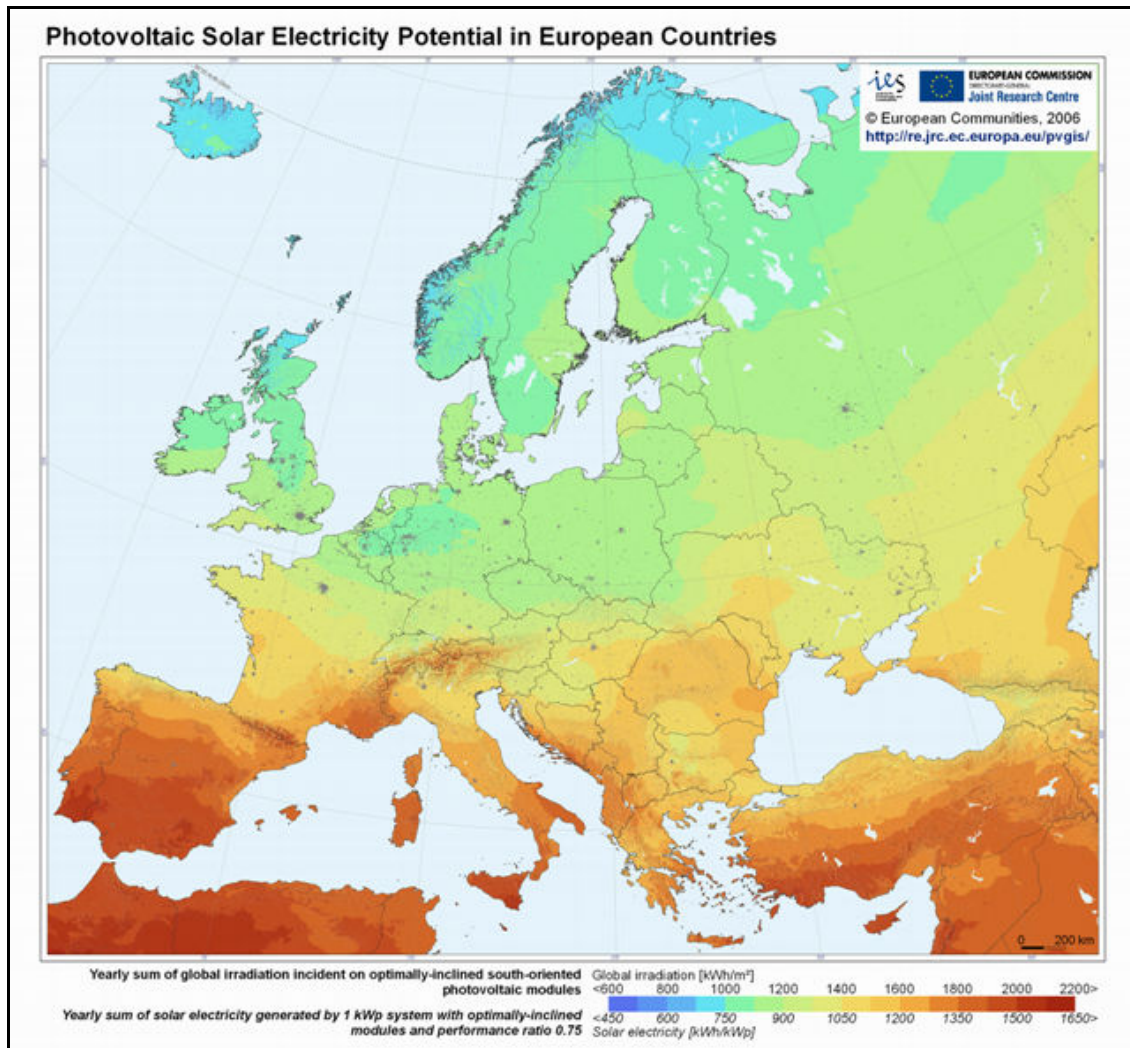 Photovoltaic Solar Electricity Potential in European Countries
ies
EUROPEAN COMMISSION
DIRECTORATE-GENERAL
Joint Research Centre
© European Communities, 2006
http://re.jrc.ec.europa.eu/pvgis/
0 200 km
Yearly sum of global irradiation incident on optimally-inclined south-oriented
photovoltaic modules
Yearly sum of solar electricity generated by 1 kWp system with optimally-inclined
modules and performance ratio 0.75
Global irradiation [kWh/m²]
<600 800 1000 1200 1400 1600 1800 2000 2200>
<450 600 750 900 1050 1200 1350 1500 1650>
Solar electricity [kWh/kWp]